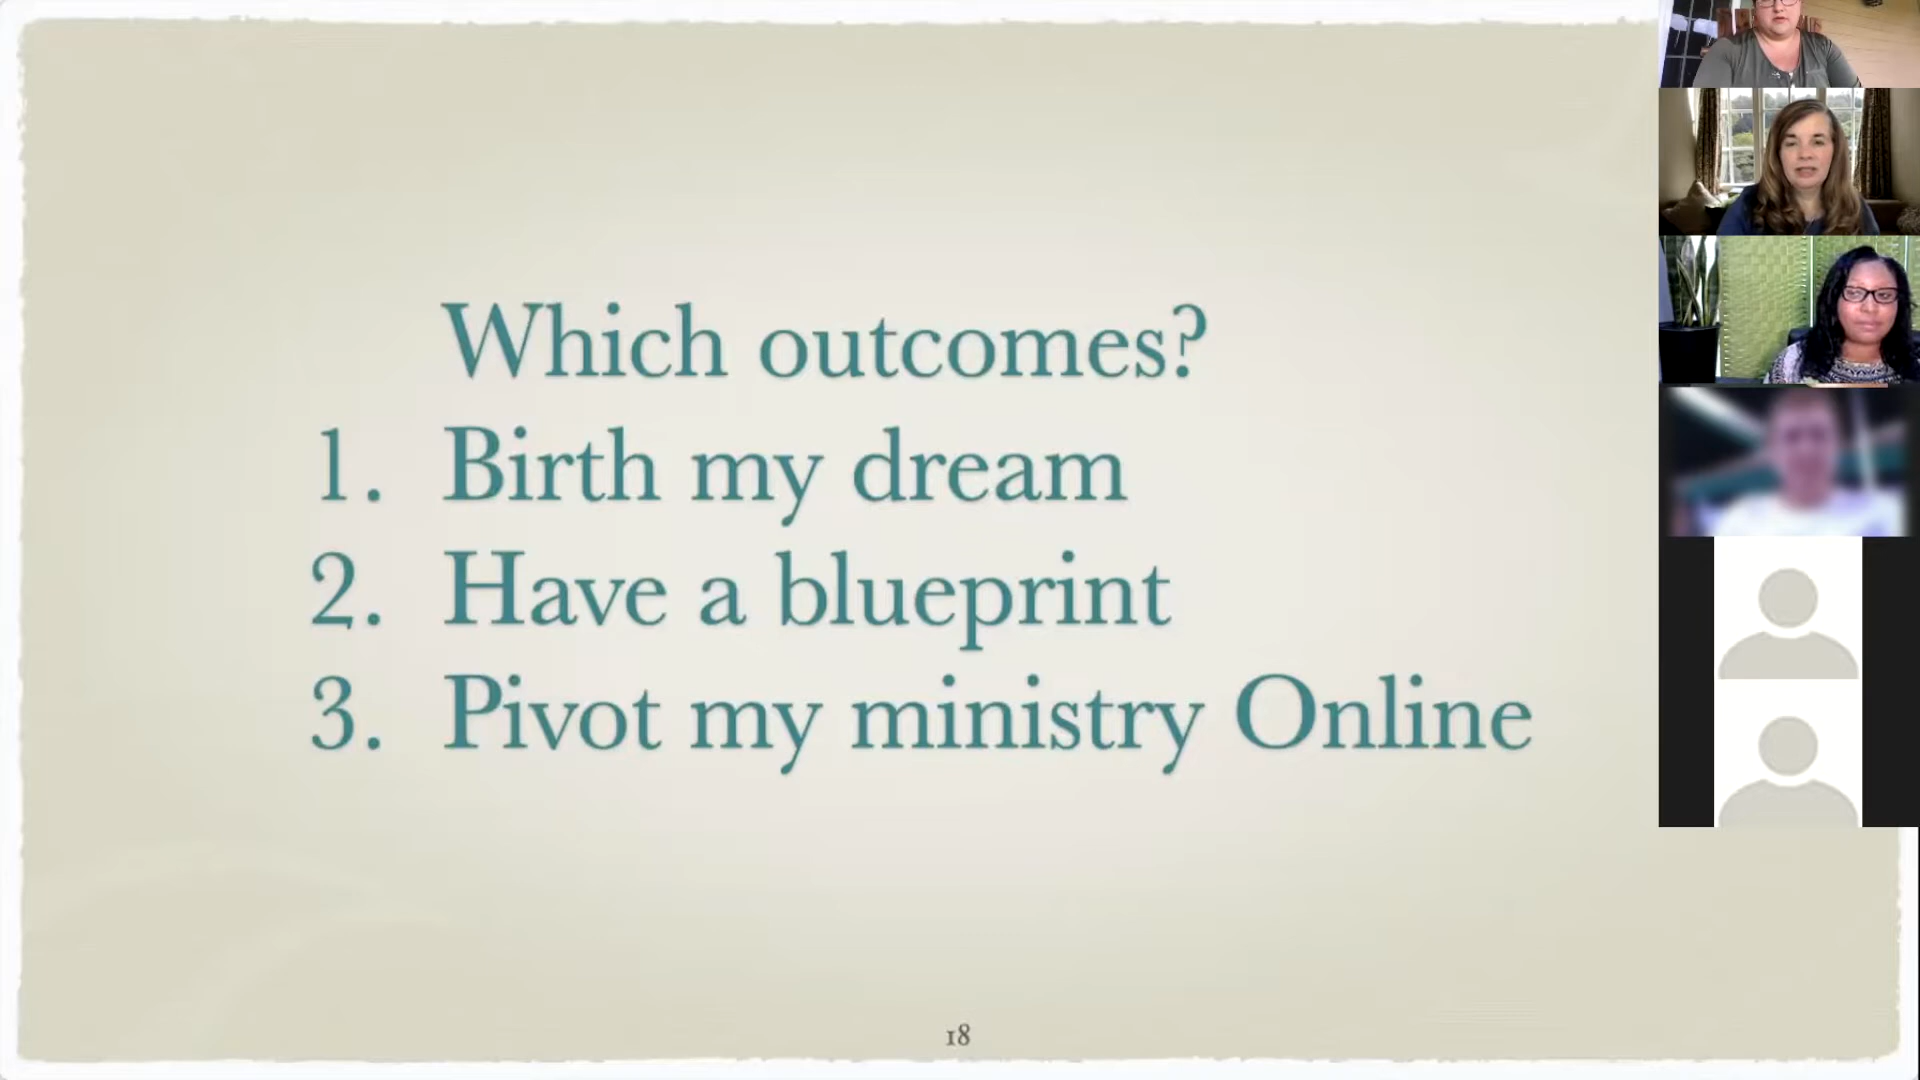 Which outcomes?
1. Birth my dream
2. Have a blueprint
3. Pivot my ministry Online
18